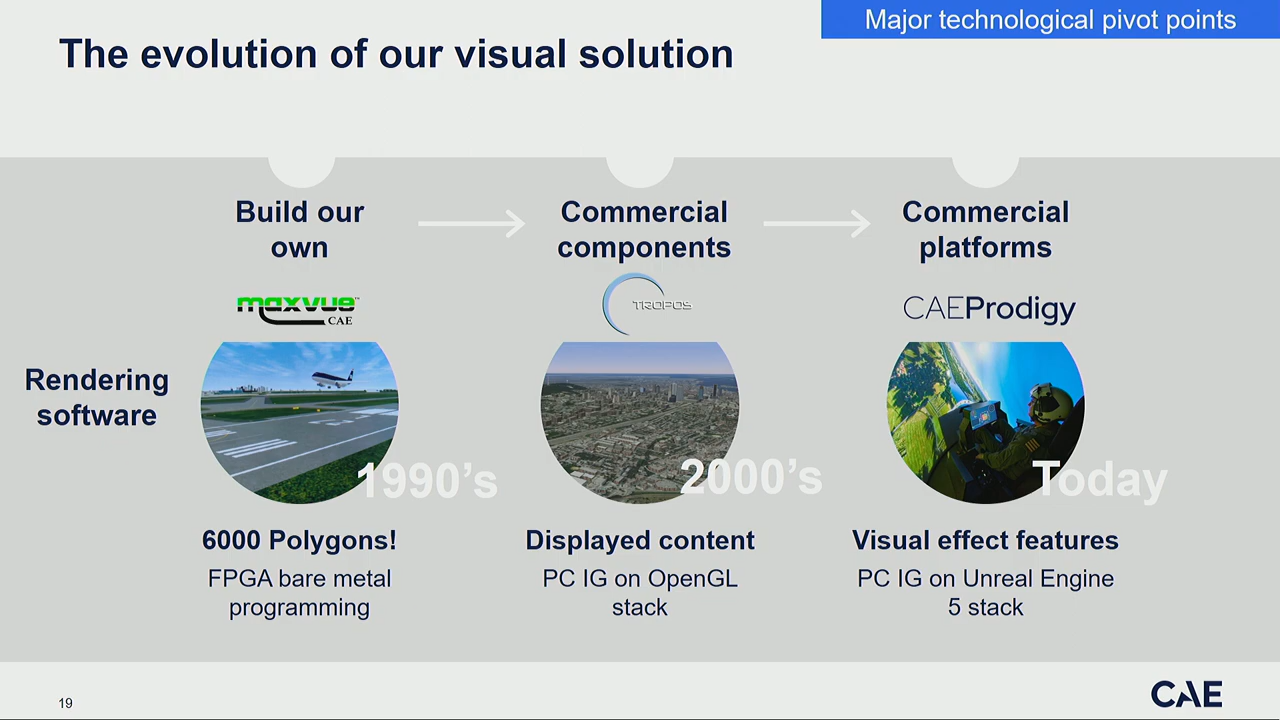 Major technological pivot points
The evolution of our visual solution
Build our
own
Commercial
components
Commercial
platforms
maxvue™
CAE
TROPOS
CAEProdigy
Rendering
software
1990's
2000's
Today
6000 Polygons!
FPGA bare metal
programming
Displayed content
PC IG on OpenGL
stack
Visual effect features
PC IG on Unreal Engine
5 stack
19
CAE